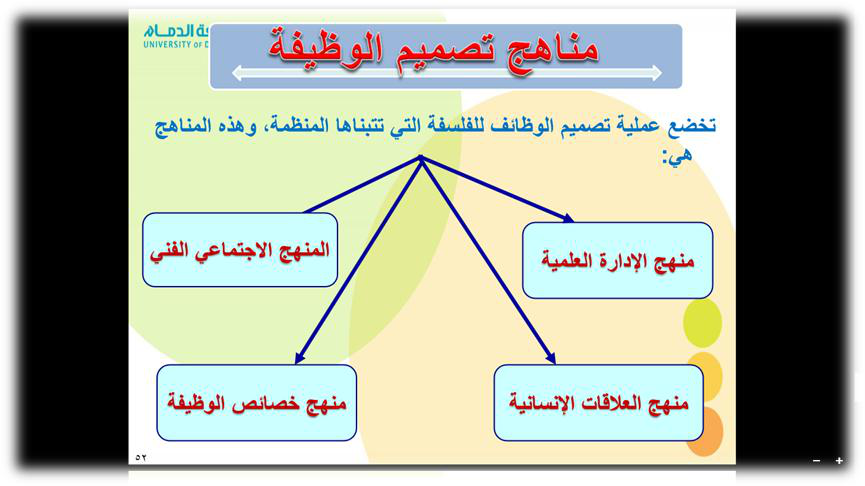 مناهج تصميم الوظيفة
UNIVERSITY OF
تخضع عملية تصميم الوظائف للفلسفة التي تتبناها المنظمة، وهذه المناهج
هي:
منهج الإدارة العلمية
المنهج الاجتماعي الفني
منهج العلاقات الإنسانية
منهج خصائص الوظيفة
٥٢